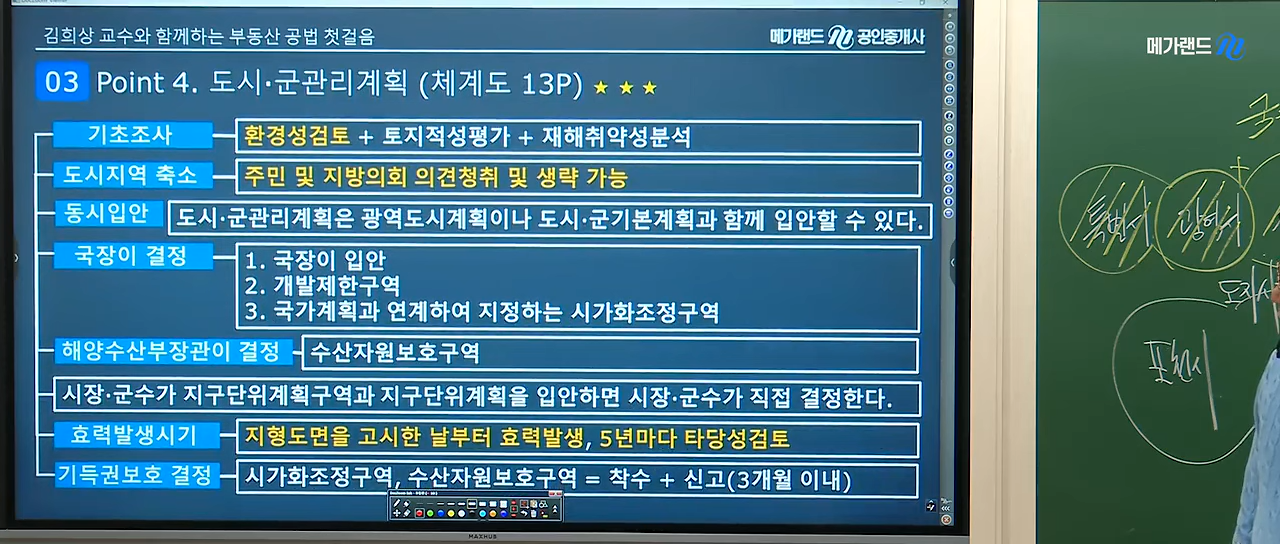 김희상 교수와 함께하는 부동산 공법 첫걸음
메가랜드 공인중개사
03 Point 4. 도시·군관리계획 (체계도 13P) ★ ★ ★
기초조사
환경성검토 + 토지적성평가 + 재해취약성분석
도시지역 축소
주민 및 지방의회 의견청취 및 생략 가능
동시입안
도시·군관리계획은 광역도시계획이나 도시·군기본계획과 함께 입안할 수 있다.
국장이 결정
1. 국장이 입안
2. 개발제한구역
3. 국가계획과 연계하여 지정하는 시가화조정구역
해양수산부장관이 결정
수산자원보호구역
시장·군수가 지구단위계획구역과 지구단위계획을 입안하면 시장·군수가 직접 결정한다.
효력발생시기
지형도면을 고시한 날부터 효력발생, 5년마다 타당성검토
기득권보호 결정
시가화조정구역, 수산자원보호구역 = 착수 + 신고(3개월 이내)
MAXHUB
메가랜드
특별시
광역시
도지사
포천시